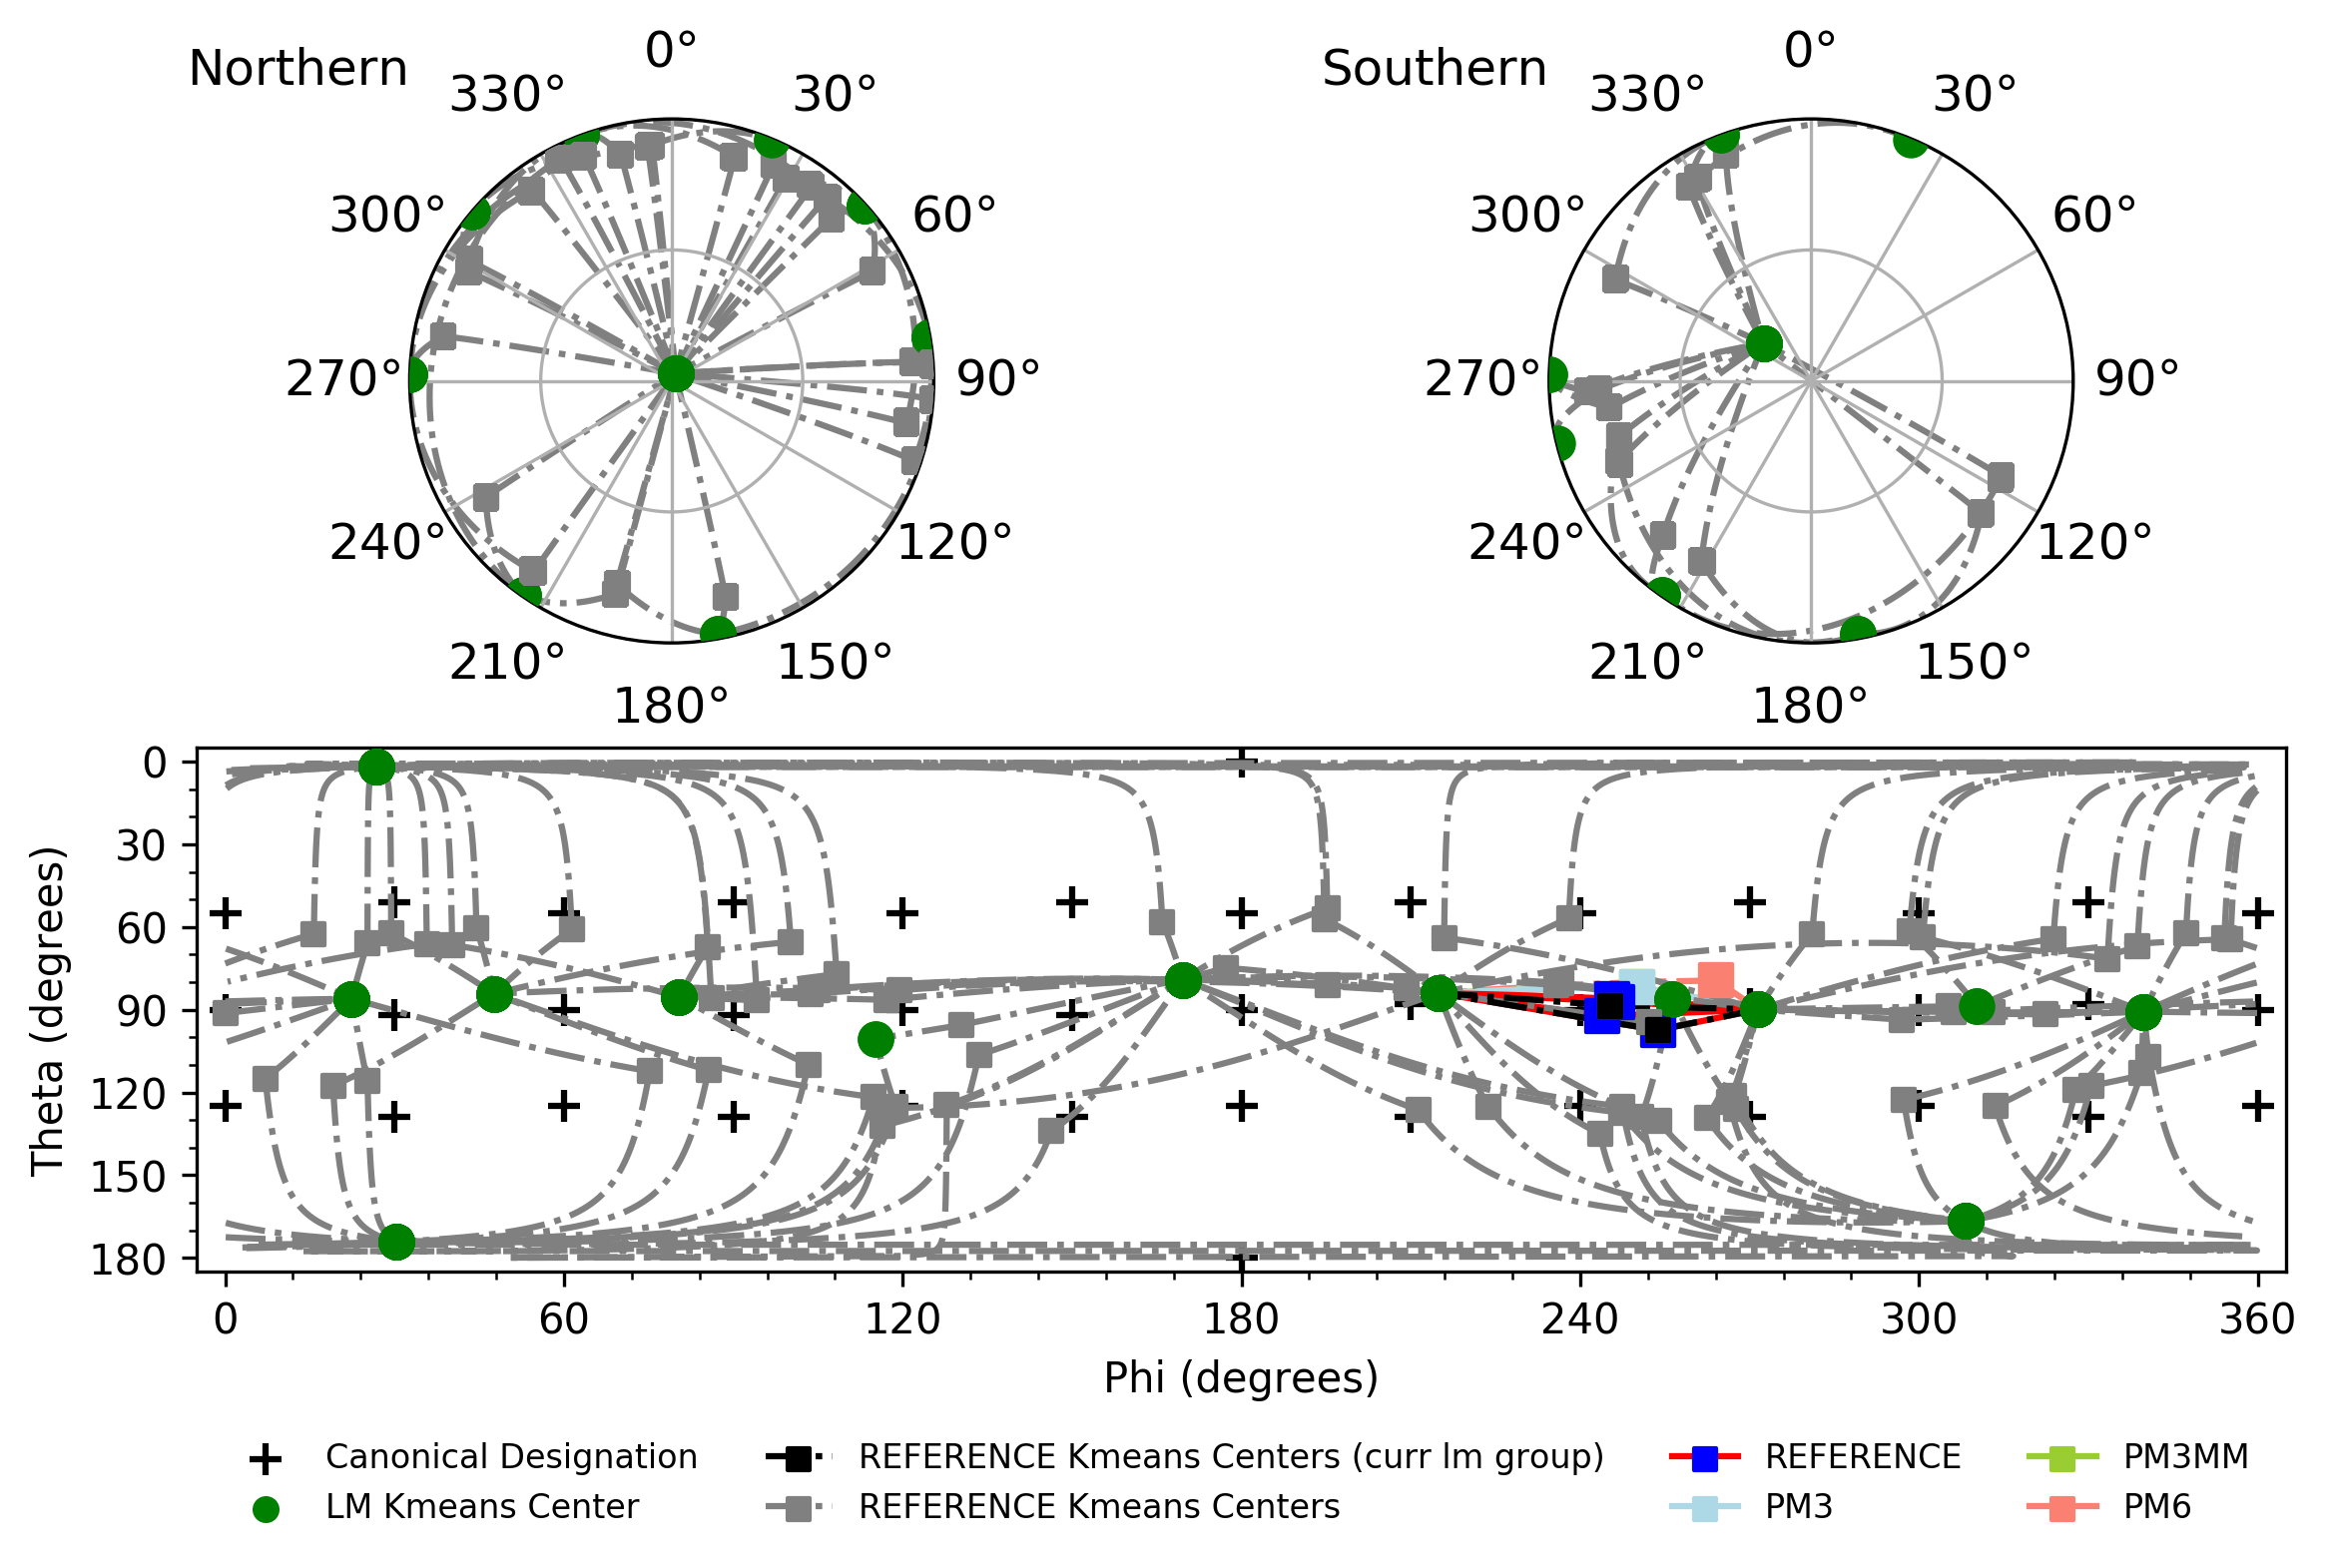 Northern
0°
30°
60°
90°
120°
150°
180°
210°
240°
270°
300°
330°
Southern
0°
30°
60°
90°
120°
150°
180°
210°
240°
270°
300°
330°
Theta (degrees)
0
30
60
90
120
150
180
0 60 120 180 240 300 360
Phi (degrees)
Canonical Designation
LM Kmeans Center
REFERENCE Kmeans Centers (curr lm group)
REFERENCE Kmeans Centers
REFERENCE
PM3
PM3MM
PM6